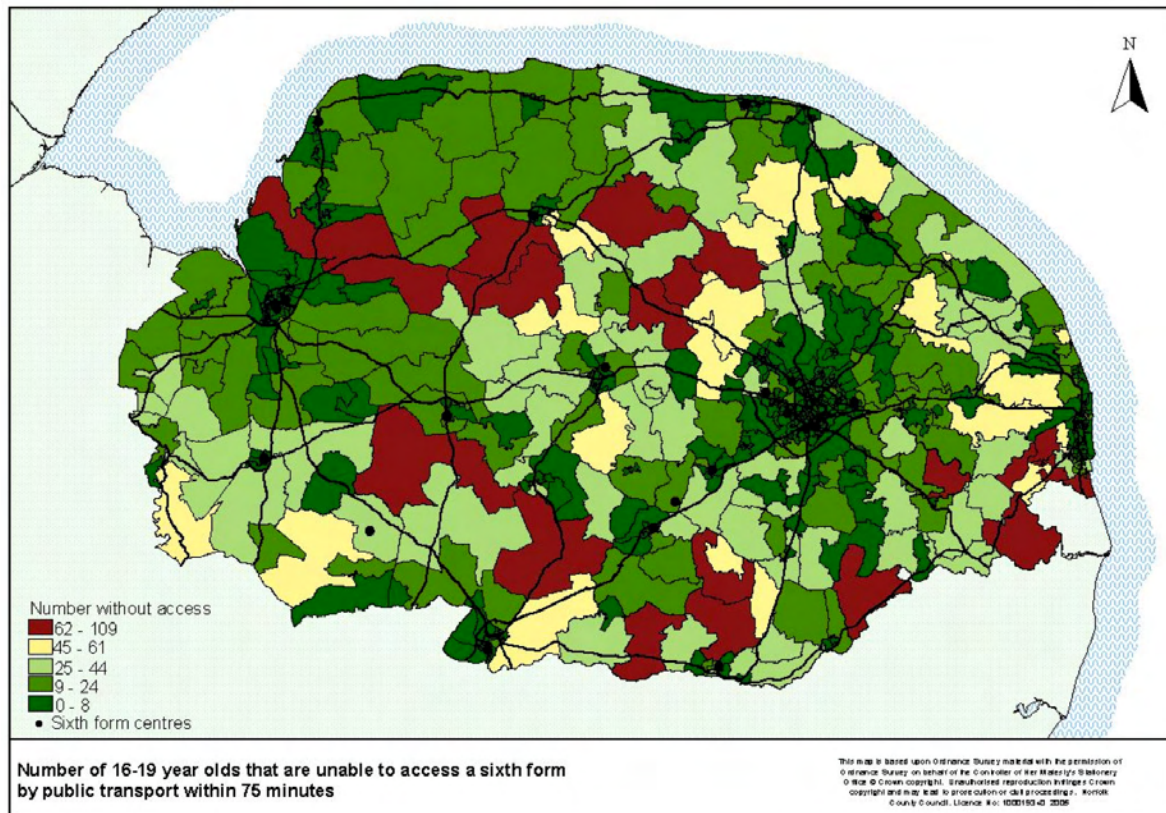 N
Number without access
62 - 109
45 - 61
25 - 44
9 - 24
0 - 8
Sixth form centres
Number of 16-19 year olds that are unable to access a sixth form
by public transport within 75 minutes
This map is based upon Ordnance Survey material with the permission of
Ordnance Survey on behalf of the Controller of Her Majesty's Stationery
Office © Crown copyright. Unauthorised reproduction infringes Crown
copyright and may lead to prosecution or civil proceedings. Norfolk
County Council. Licence No: